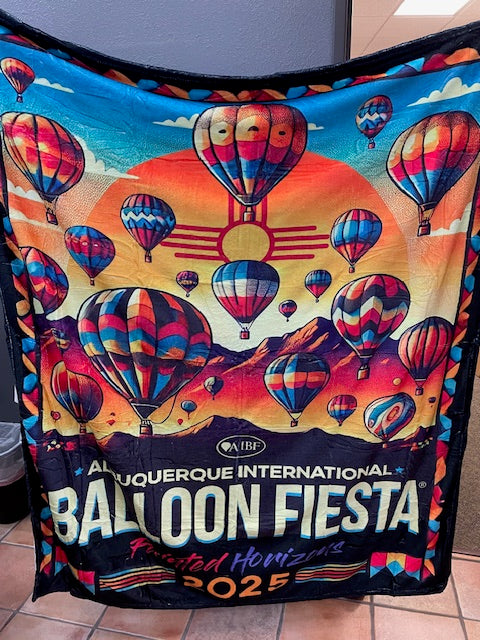 AIBF
ALBUQUERQUE INTERNATIONAL
BALLOON FIESTA®
Painted Horizons
2025